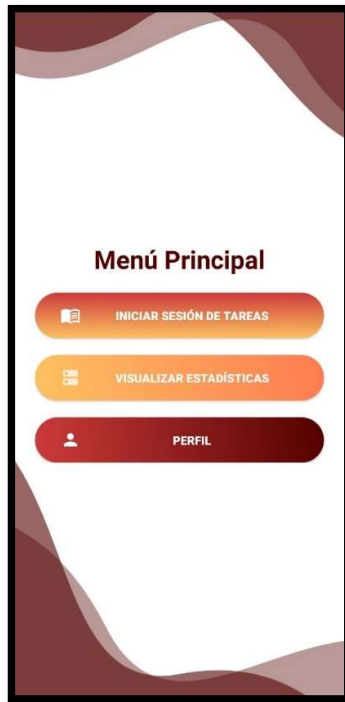 Menú Principal
INICIAR SESIÓN DE TAREAS
VISUALIZAR ESTADÍSTICAS
PERFIL